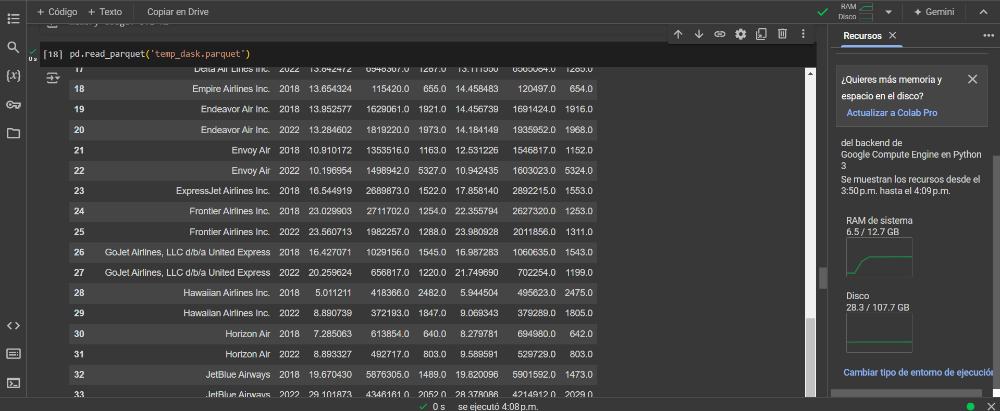 + Código + Texto Copiar en Drive
RAM
Disco
Gemini
[18] pd.read_parquet('temp_dask.parquet')
0 s
17 Delta Air Lines Inc. 2022 13.842472 6948367.0 1287.0 13.111550 6565084.0 1285.0
18 Empire Airlines Inc. 2018 13.654324 115420.0 655.0 14.458483 120497.0 654.0
19 Endeavor Air Inc. 2018 13.952577 1629061.0 1921.0 14.456739 1691424.0 1916.0
20 Endeavor Air Inc. 2022 13.284602 1819220.0 1973.0 14.184149 1935952.0 1968.0
21 Envoy Air 2018 10.910172 1353516.0 1163.0 12.531226 1546817.0 1152.0
22 Envoy Air 2022 10.196954 1498942.0 5327.0 10.942435 1603023.0 5324.0
23 ExpressJet Airlines Inc. 2018 16.544919 2689873.0 1522.0 17.858140 2892215.0 1553.0
24 Frontier Airlines Inc. 2018 23.029903 2711702.0 1254.0 22.355794 2627320.0 1253.0
25 Frontier Airlines Inc. 2022 23.560713 1982257.0 1288.0 23.980928 2011856.0 1311.0
26 GoJet Airlines, LLC d/b/a United Express 2018 16.427071 1029156.0 1545.0 16.987283 1060635.0 1543.0
27 GoJet Airlines, LLC d/b/a United Express 2022 20.259624 656817.0 1220.0 21.749690 702254.0 1199.0
28 Hawaiian Airlines Inc. 2018 5.011211 418366.0 2482.0 5.944504 495623.0 2475.0
29 Hawaiian Airlines Inc. 2022 8.890739 372193.0 1847.0 9.069343 379289.0 1805.0
30 Horizon Air 2018 7.285063 613854.0 640.0 8.279781 694980.0 642.0
31 Horizon Air 2022 8.893327 492717.0 803.0 9.589591 529729.0 803.0
32 JetBlue Airways 2018 19.670430 5876305.0 1489.0 19.820096 5901592.0 1473.0
33 JetBlue Airways 2022 29.101873 4346161.0 2052.0 28.378086 4214912.0 2029.0
Recursos
¿Quieres más memoria y
espacio en el disco?
Actualizar a Colab Pro
del backend de
Google Compute Engine en Python
3
Se muestran los recursos desde el
3:50 p.m. hasta el 4:09 p.m.
RAM de sistema
6.5 / 12.7 GB
Disco
28.3 / 107.7 GB
Cambiar tipo de entorno de ejecución
0 s se ejecutó 4:08 p.m.